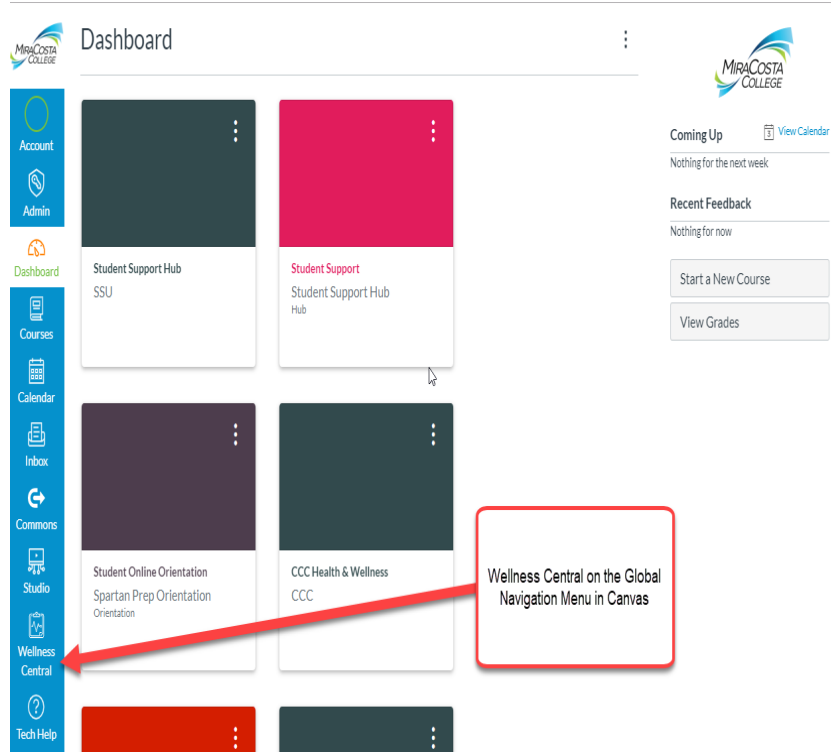 MIRACOSTA
COLLEGE
Dashboard
MIRACOSTA
COLLEGE
Account
Admin
Dashboard
Courses
Calendar
Inbox
Commons
Studio
Wellness
Central
Tech Help
Student Support Hub
SSU
Student Support
Student Support Hub
Hub
Student Online Orientation
Spartan Prep Orientation
Orientation
CCC Health & Wellness
CCC
Wellness Central on the Global
Navigation Menu in Canvas
Coming Up
3 View Calendar
Nothing for the next week
Recent Feedback
Nothing for now
Start a New Course
View Grades